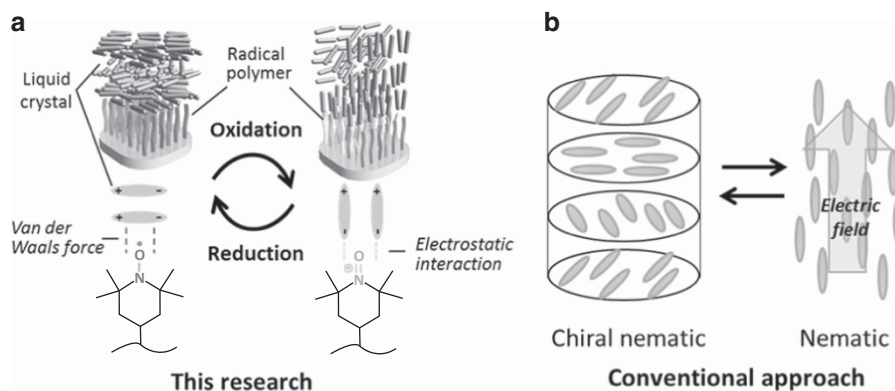 a
Liquid
crystal
Radical
polymer
Oxidation
+ -
+ -
Van der
Waals force
Reduction
+ +
- -
Electrostatic
interaction
O
N
⊕ O
N
This research
b
Electric
field
Chiral nematic
Nematic
Conventional approach